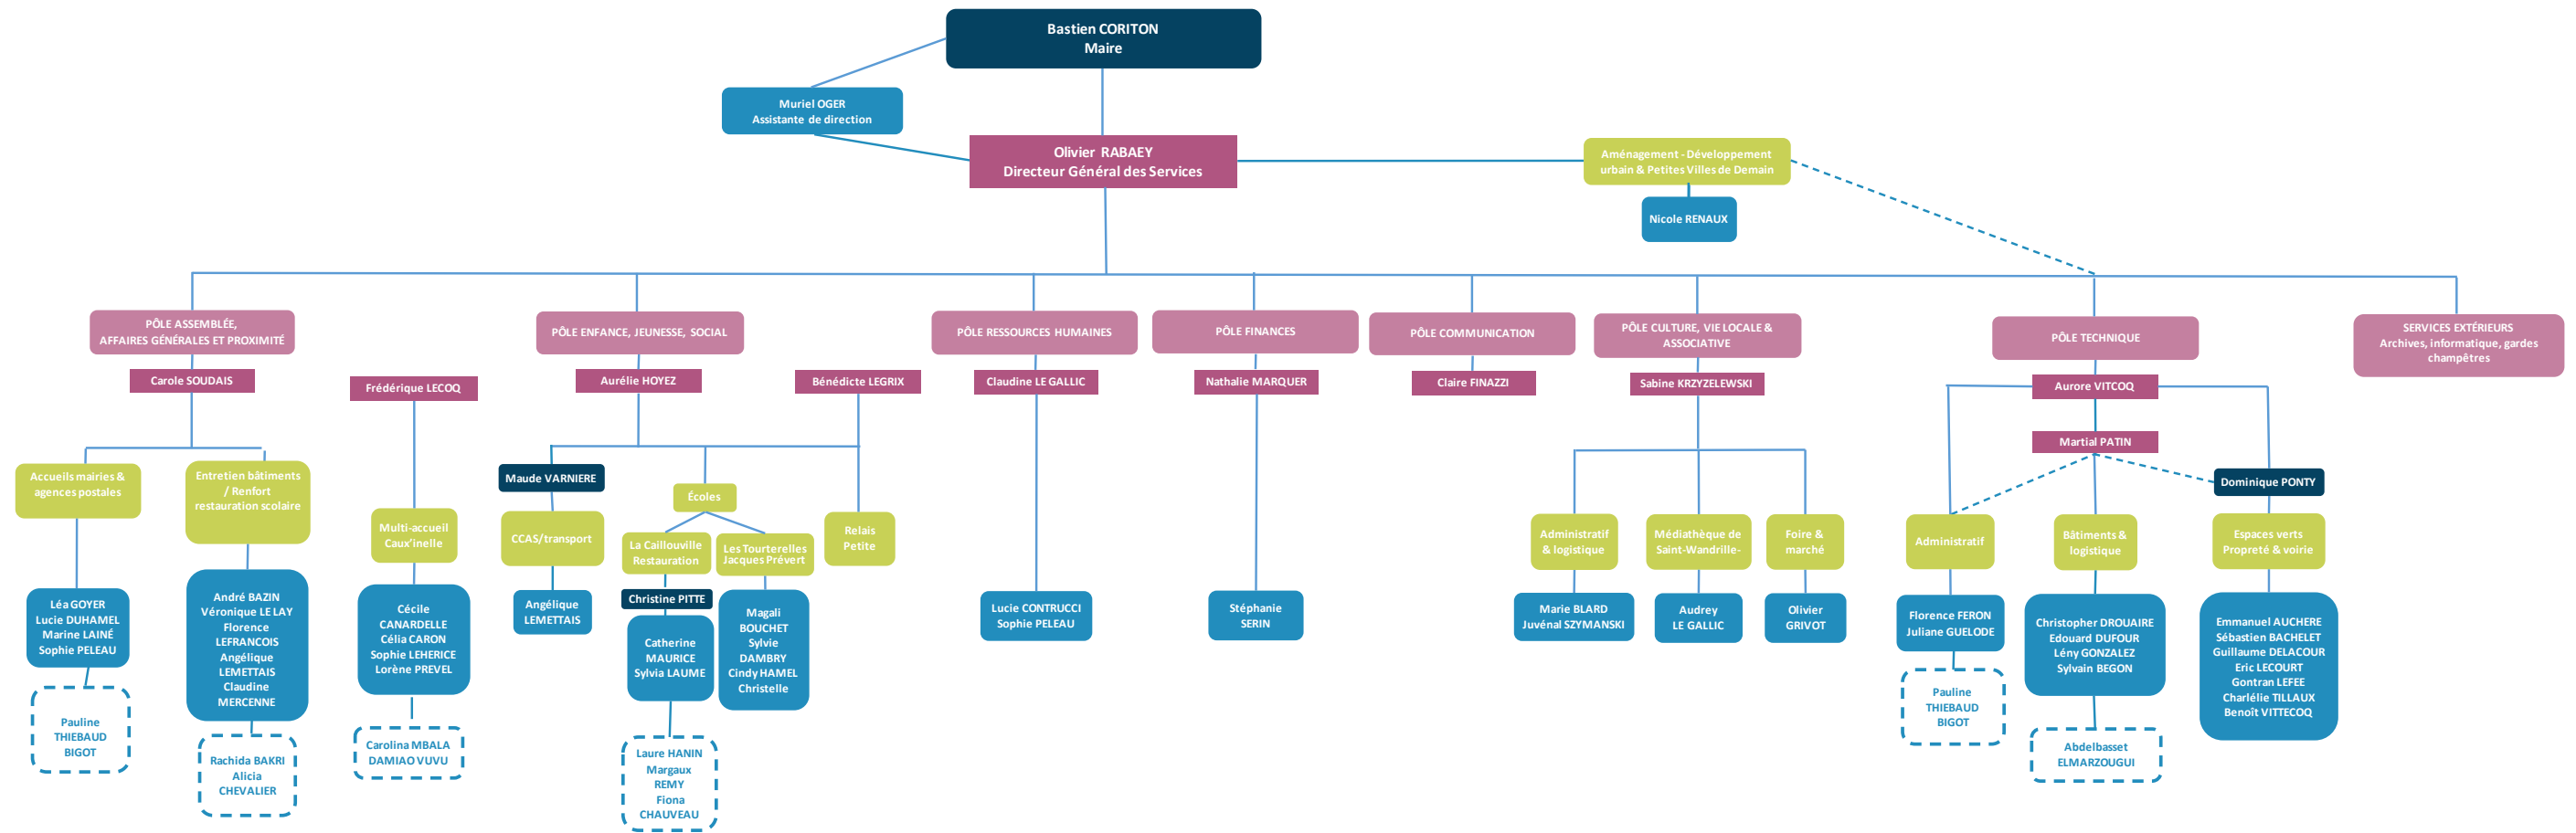 Bastien CORITON
Maire
Muriel OGER
Assistante de direction
Olivier RABAEY
Directeur Général des Services
Aménagement - Développement
urbain & Petites Villes de Demain
Nicole RENAUX
PÔLE ASSEMBLÉE,
AFFAIRES GÉNÉRALES ET PROXIMITÉ
PÔLE ENFANCE, JEUNESSE, SOCIAL
PÔLE RESSOURCES HUMAINES
PÔLE FINANCES
PÔLE COMMUNICATION
PÔLE CULTURE, VIE LOCALE &
ASSOCIATIVE
PÔLE TECHNIQUE
SERVICES EXTÉRIEURS
Archives, informatique, gardes
champêtres
Carole SOUDAIS
Frédérique LECOQ
Aurélie HOYEZ
Bénédicte LEGRIX
Claudine LE GALLIC
Nathalie MARQUER
Claire FINAZZI
Sabine KRZYZELEWSKI
Aurore VITCOQ
Martial PATIN
Accueils mairies &
agences postales
Entretien bâtiments
/ Renfort
restauration scolaire
Multi-accueil
Caux'inelle
Maude VARNIERE
CCAS/transport
Écoles
La Caillouville
Restauration
Les Tourterelles
Jacques Prévert
Relais
Petite
Administratif
& logistique
Médiathèque de
Saint-Wandrille-
Foire &
marché
Administratif
Bâtiments &
logistique
Dominique PONTY
Espaces verts
Propreté & voirie
Léa GOYER
Lucie DUHAMEL
Marine LAINÉ
Sophie PELEAU
André BAZIN
Véronique LE LAY
Florence
LEFRANCOIS
Angélique
LEMETTAIS
Claudine
MERCENNE
Cécile
CANARDELLE
Célia CARON
Sophie LEHERICE
Lorène PREVEL
Angélique
LEMETTAIS
Christine PITTE
Catherine
MAURICE
Sylvia LAUME
Magali
BOUCHET
Sylvie
DAMBRY
Cindy HAMEL
Christelle
Lucie CONTRUCCI
Sophie PELEAU
Stéphanie
SERIN
Marie BLARD
Juvénal SZYMANSKI
Audrey
LE GALLIC
Olivier
GRIVOT
Florence FERON
Juliane GUELODE
Christopher DROUAIRE
Edouard DUFOUR
Lény GONZALEZ
Sylvain BEGON
Emmanuel AUCHERE
Sébastien BACHELET
Guillaume DELACOUR
Eric LECOURT
Gontran LEFEE
Charlélie TILLAUX
Benoît VITTECOQ
Pauline
THIEBAUD
BIGOT
Rachida BAKRI
Alicia
CHEVALIER
Carolina MBALA
DAMIAO VUVU
Laure HANIN
Margaux
REMY
Fiona
CHAUVEAU
Pauline
THIEBAUD
BIGOT
Abdelbasset
ELMARZOUGUI